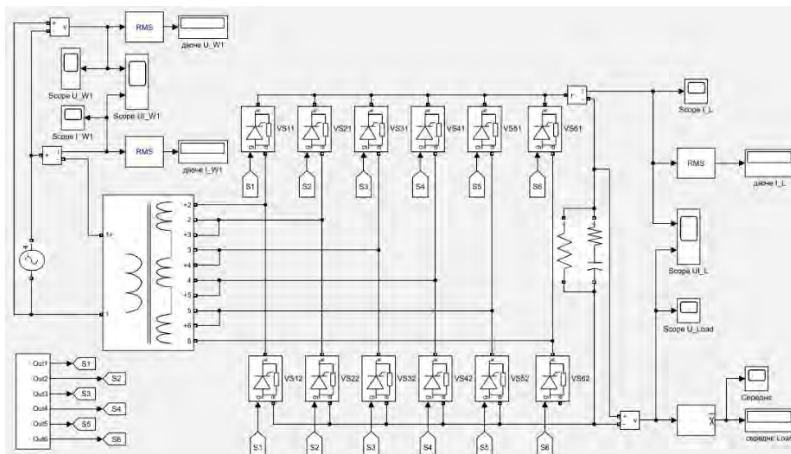 RMS
діюче U_W1
Scope U_W1
Scope UI_W1
Scope I_W1
RMS
діюче I_W1
VS11
VS21
VS31
VS41
VS51
VS61
S1
S2
S3
S4
S5
S6
Scope I_L
RMS
діюче I_L
Scope UI_L
Scope U_Load
1+
1
+2
2
+3
3
+4
4
+5
5
+6
6
Out1
Out2
Out3
Out4
Out5
Out6
S1
S2
S3
S4
S5
S6
VS12
VS22
VS32
VS42
VS52
VS62
S1
S2
S3
S4
S5
S6
Середнє
середнє Load